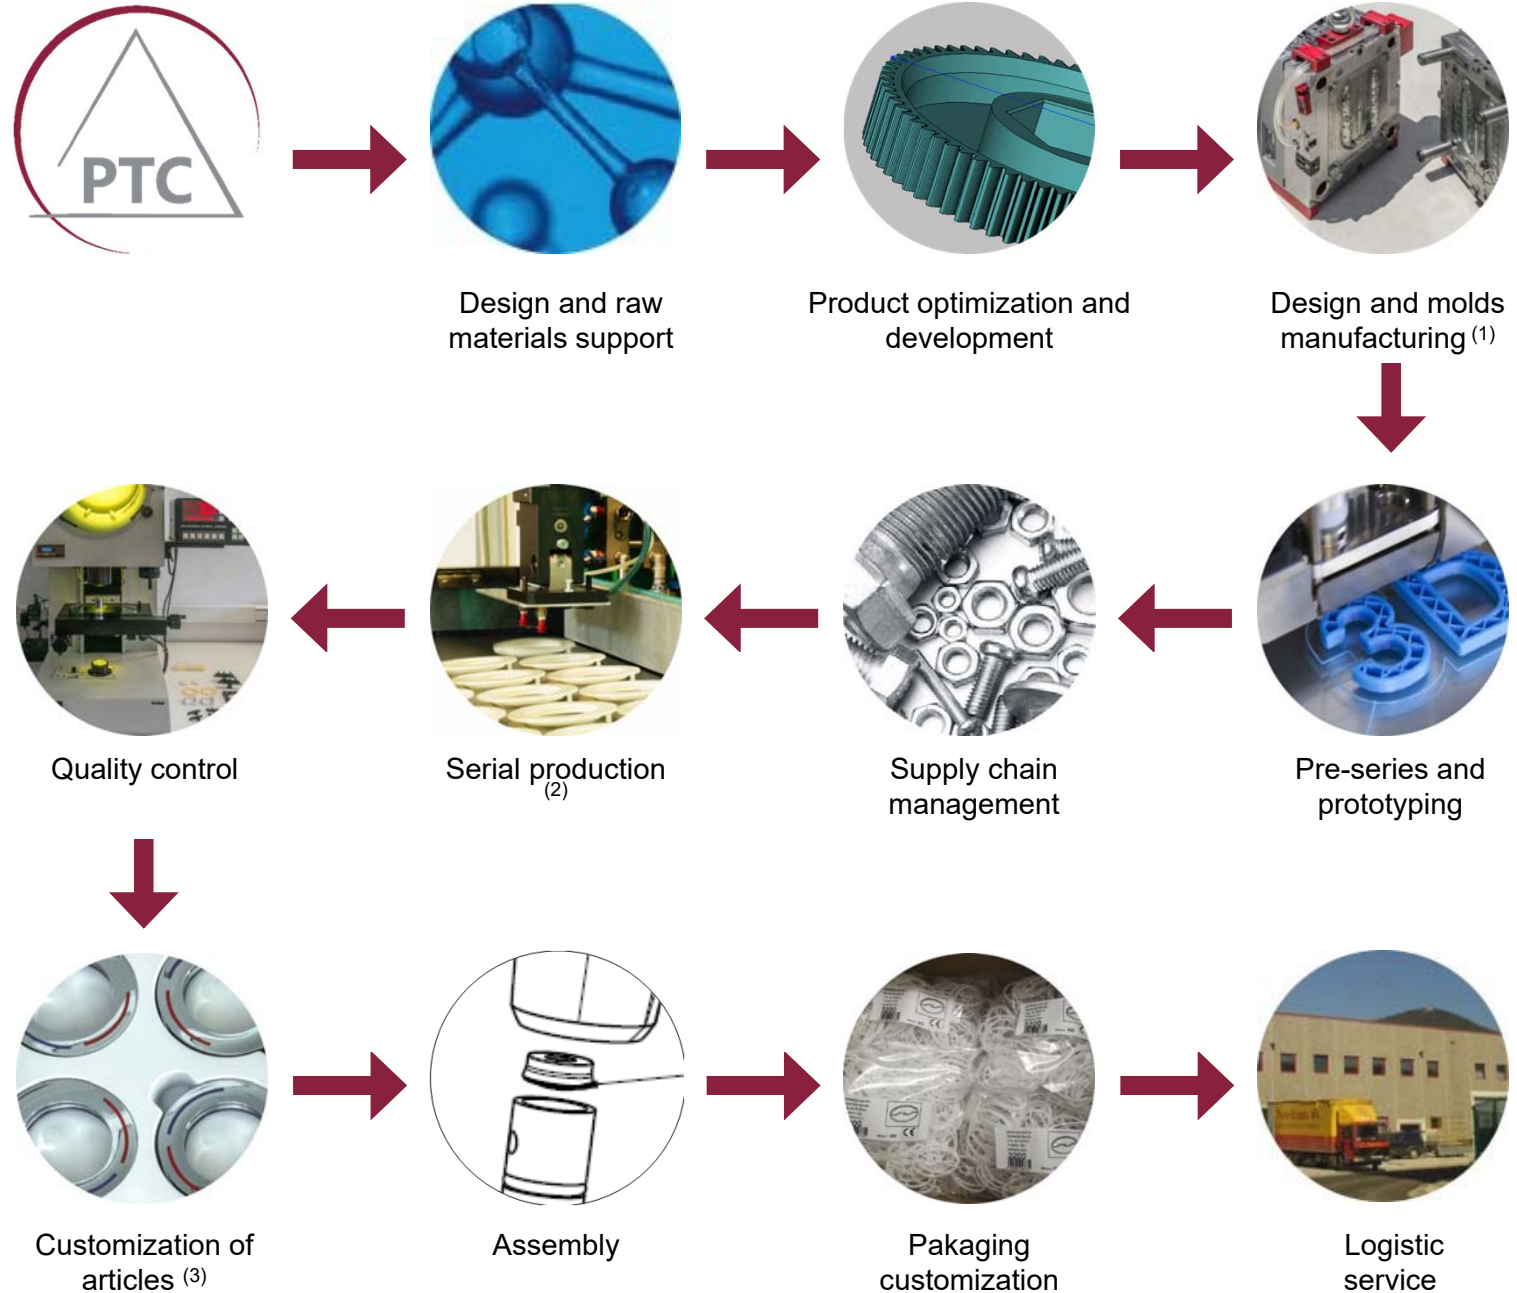 PTC
Design and raw
materials support
Product optimization and
development
Design and molds
manufacturing (1)
3D
Quality control
Serial production
(2)
Supply chain
management
Pre-series and
prototyping
Customization of
articles (3)
Assembly
Pakaging
customization
Logistic
service